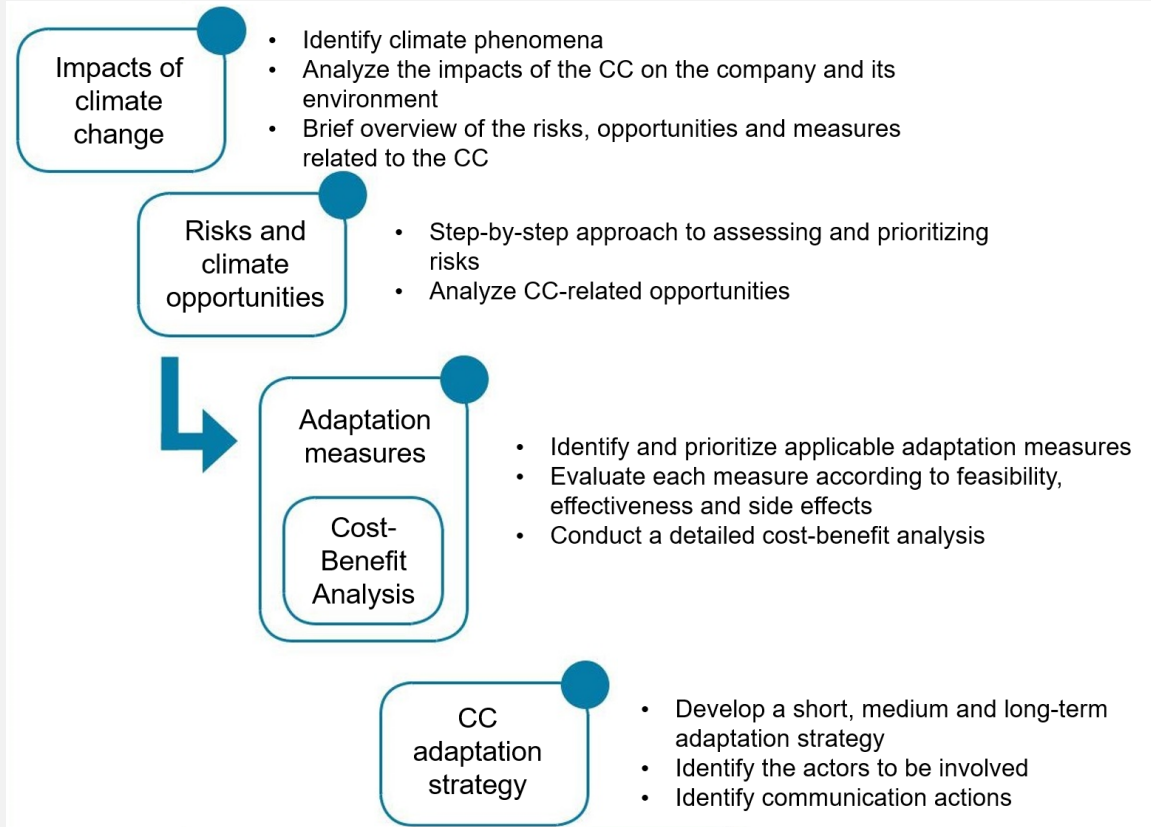 Impacts of
climate
change
• Identify climate phenomena
• Analyze the impacts of the CC on the company and its
environment
• Brief overview of the risks, opportunities and measures
related to the CC
Risks and
climate
opportunities
• Step-by-step approach to assessing and prioritizing
risks
• Analyze CC-related opportunities
Adaptation
measures
Cost-
Benefit
Analysis
• Identify and prioritize applicable adaptation measures
• Evaluate each measure according to feasibility,
effectiveness and side effects
• Conduct a detailed cost-benefit analysis
CC
adaptation
strategy
• Develop a short, medium and long-term
adaptation strategy
• Identify the actors to be involved
• Identify communication actions